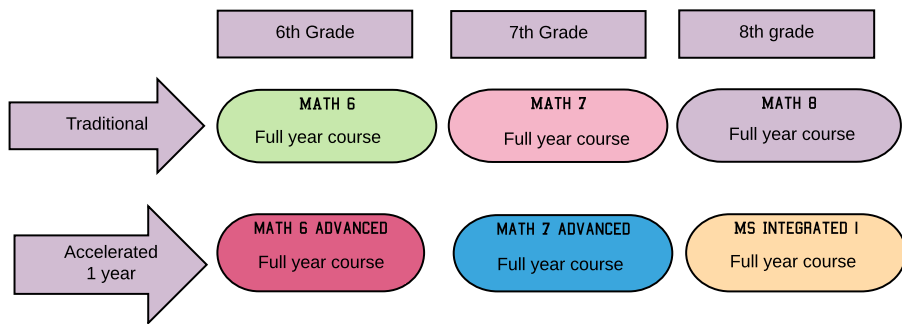 6th Grade
7th Grade
8th grade
Traditional
MATH 6
Full year course
MATH 7
Full year course
MATH 8
Full year course
Accelerated
1 year
MATH 6 ADVANCED
Full year course
MATH 7 ADVANCED
Full year course
MS INTEGRATED I
Full year course